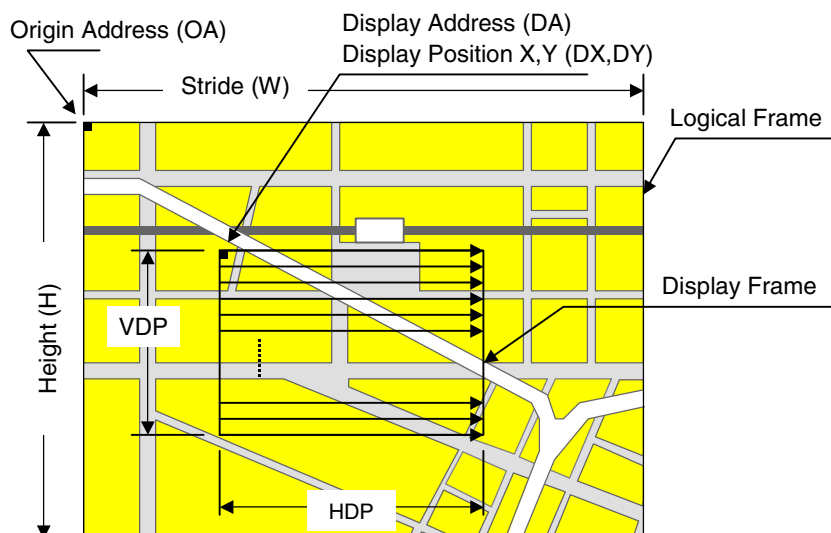 Origin Address (OA)
Display Address (DA)
Display Position X,Y (DX,DY)
Stride (W)
Logical Frame
Height (H)
VDP
Display Frame
HDP